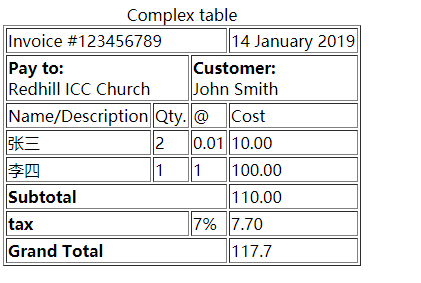 Complex table
Invoice #123456789 14 January 2019
Pay to: Customer:
Redhill ICC Church John Smith
Name/Description Qty. @ Cost
张三 2 0.01 10.00
李四 1 1 100.00
Subtotal 110.00
tax 7% 7.70
Grand Total 117.7